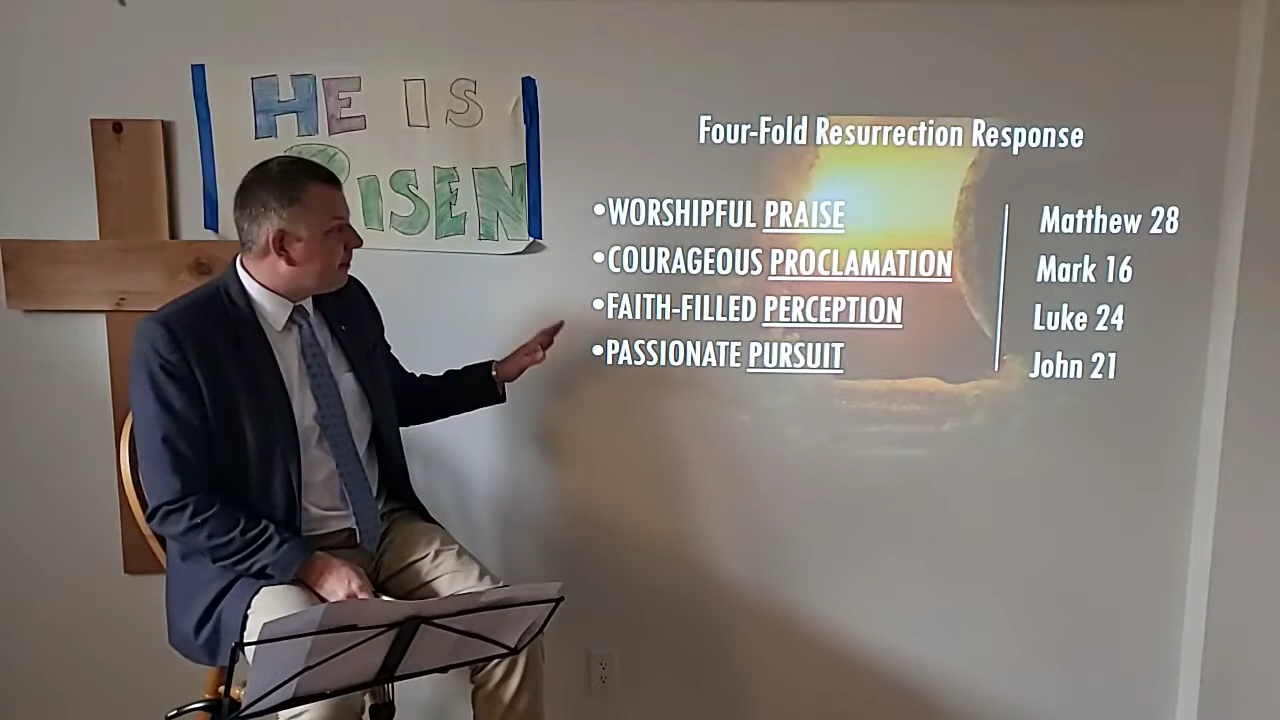 HE IS
RISEN
Four-Fold Resurrection Response
•WORSHIPFUL PRAISE
•COURAGEOUS PROCLAMATION
•FAITH-FILLED PERCEPTION
•PASSIONATE PURSUIT
Matthew 28
Mark 16
Luke 24
John 21